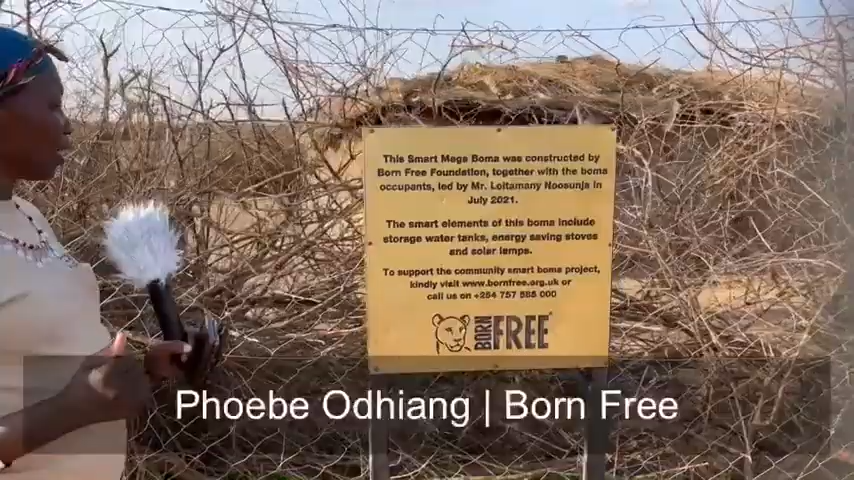 This Smart Mega Boma was constructed by
Born Free Foundation, together with the boma
occupants, led by Mr. Loitamany Noosunja in
July 2021.
The smart elements of this boma include
storage water tanks, energy saving stoves
and solar lamps.
To support the community smart boma project,
kindly visit www.bornfree.org.uk or
call us on +254 757 585 000
BORN FREE
Phoebe Odhiang | Born Free